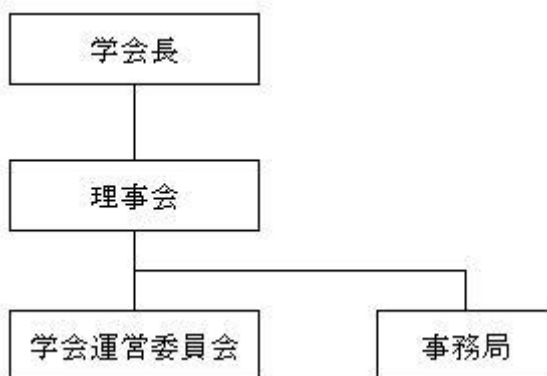 学会長
理事会
学会運営委員会
事務局